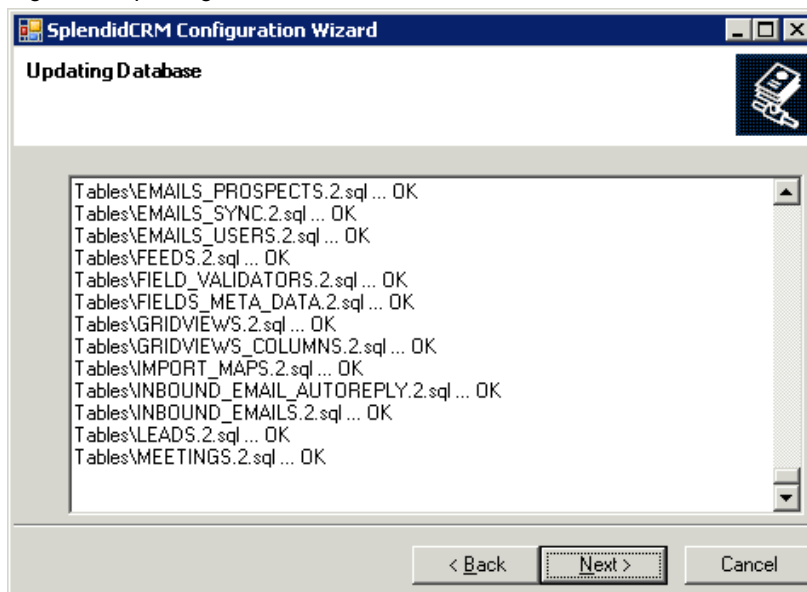 SplendidCRM Configuration Wizard
Updating Database
Tables\EMAILS_PROSPECTS.2.sql ... OK
Tables\EMAILS_SYNC.2.sql ... OK
Tables\EMAILS_USERS.2.sql ... OK
Tables\FEEDS.2.sql ... OK
Tables\FIELD_VALIDATORS.2.sql ... OK
Tables\FIELDS_META_DATA.2.sql ... OK
Tables\GRIDVIEWS.2.sql ... OK
Tables\GRIDVIEWS_COLUMNS.2.sql ... OK
Tables\IMPORT_MAPS.2.sql ... OK
Tables\INBOUND_EMAIL_AUTOREPLY.2.sql ... OK
Tables\INBOUND_EMAILS.2.sql ... OK
Tables\LEADS.2.sql ... OK
Tables\MEETINGS.2.sql ... OK
< Back Next > Cancel